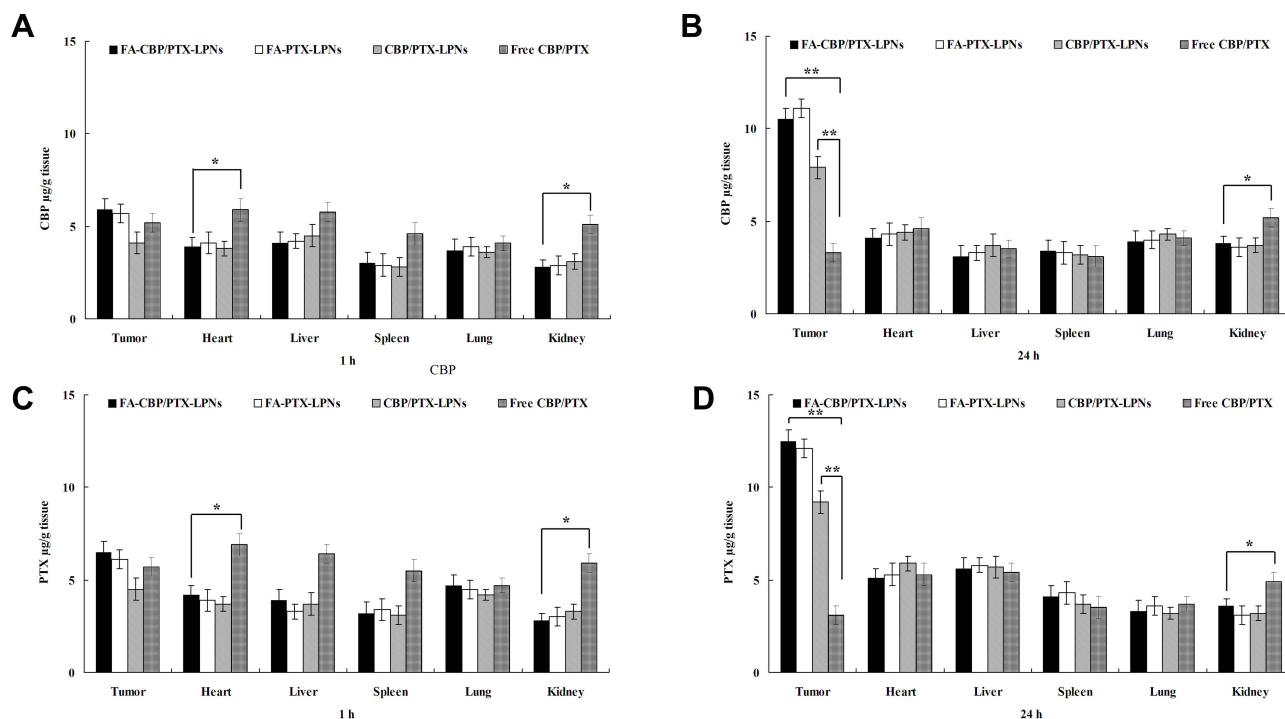 A
15
FA-CBP/PTX-LPNs FA-PTX-LPNs CBP/PTX-LPNs Free CBP/PTX
10
CBP µg/g tissue
* *
5
0
Tumor Heart Liver Spleen Lung Kidney
1 h
CBP
B
15
FA-CBP/PTX-LPNs FA-PTX-LPNs CBP/PTX-LPNs Free CBP/PTX
**
10
**
CBP µg/g tissue
*
5
0
Tumor Heart Liver Spleen Lung Kidney
24 h
C
15
FA-CBP/PTX-LPNs FA-PTX-LPNs CBP/PTX-LPNs Free CBP/PTX
10
PTX µg/g tissue
* *
5
0
Tumor Heart Liver Spleen Lung Kidney
1 h
D
15
FA-CBP/PTX-LPNs FA-PTX-LPNs CBP/PTX-LPNs Free CBP/PTX
**
**
10
PTX µg/g tissue
*
5
0
Tumor Heart Liver Spleen Lung Kidney
24 h